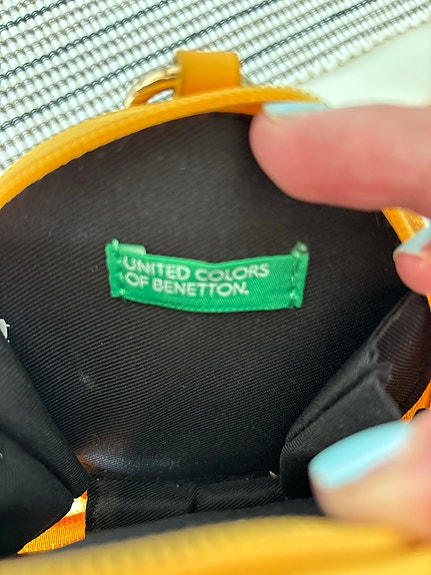 UNITED COLORS
OF BENETTON.